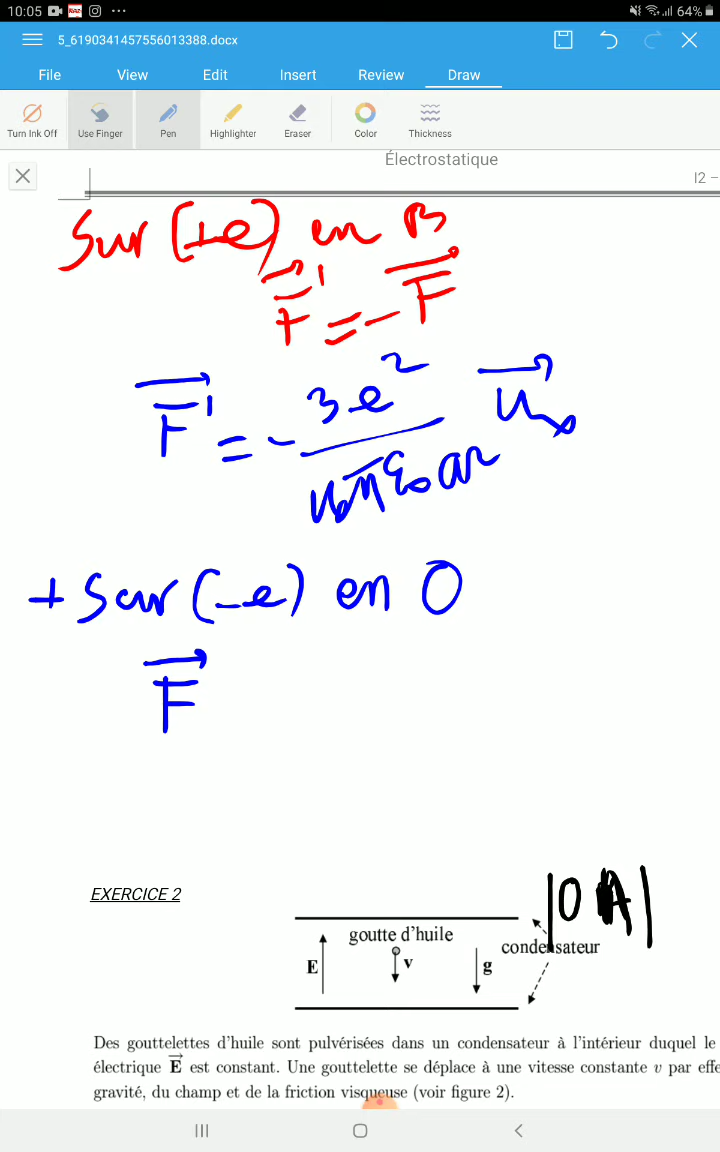 10:05
64%
5_6190341457556013388.docx
File View Edit Insert Review Draw
Turn Ink Off Use Finger Pen Highlighter Eraser Color Thickness
Électrostatique
I2 –
Sur (+e) en B
F' = - F
F' = - 3e² / 4πε₀a² uₓ
+ Sur (-e) en O
F
|OA|
EXERCICE 2
goutte d'huile
condensateur
E v g
Des gouttelettes d'huile sont pulvérisées dans un condensateur à l'intérieur duquel le
électrique E est constant. Une gouttelette se déplace à une vitesse constante v par effe
gravité, du champ et de la friction visqueuse (voir figure 2).